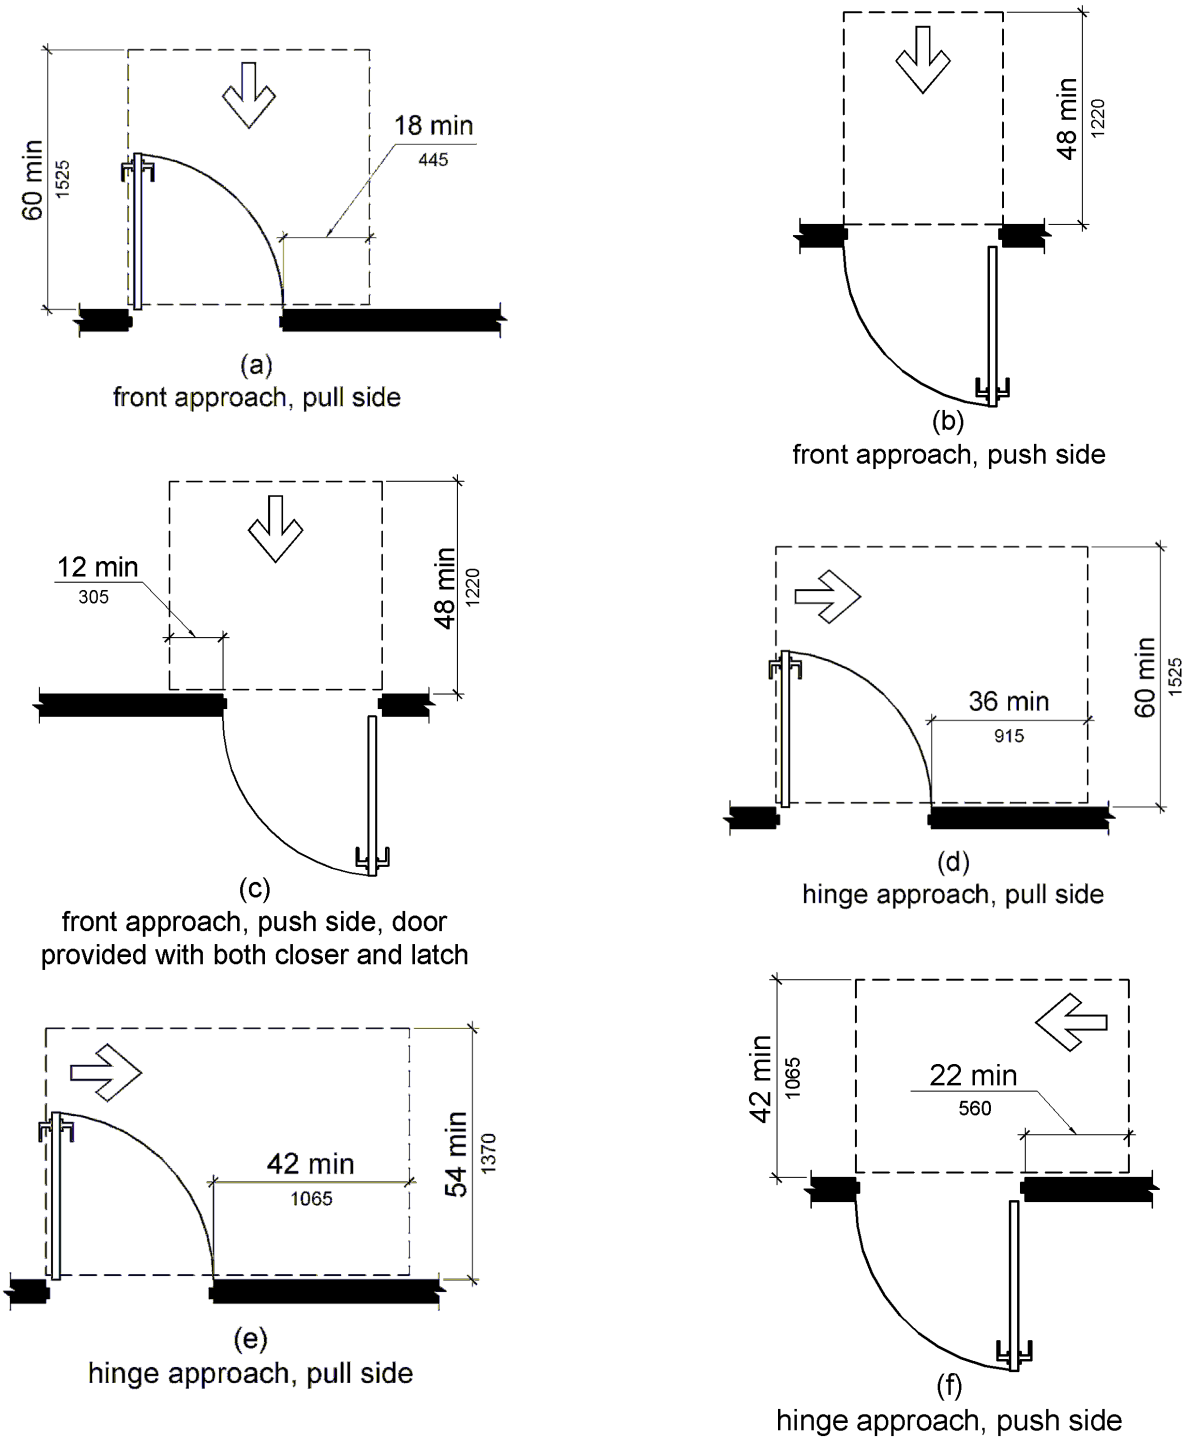 60 min
1525
18 min
445
(a)
front approach, pull side
48 min
1220
(b)
front approach, push side
12 min
305
48 min
1220
(c)
front approach, push side, door
provided with both closer and latch
36 min
915
60 min
1525
(d)
hinge approach, pull side
42 min
1065
54 min
1370
(e)
hinge approach, pull side
42 min
1065
22 min
560
(f)
hinge approach, push side